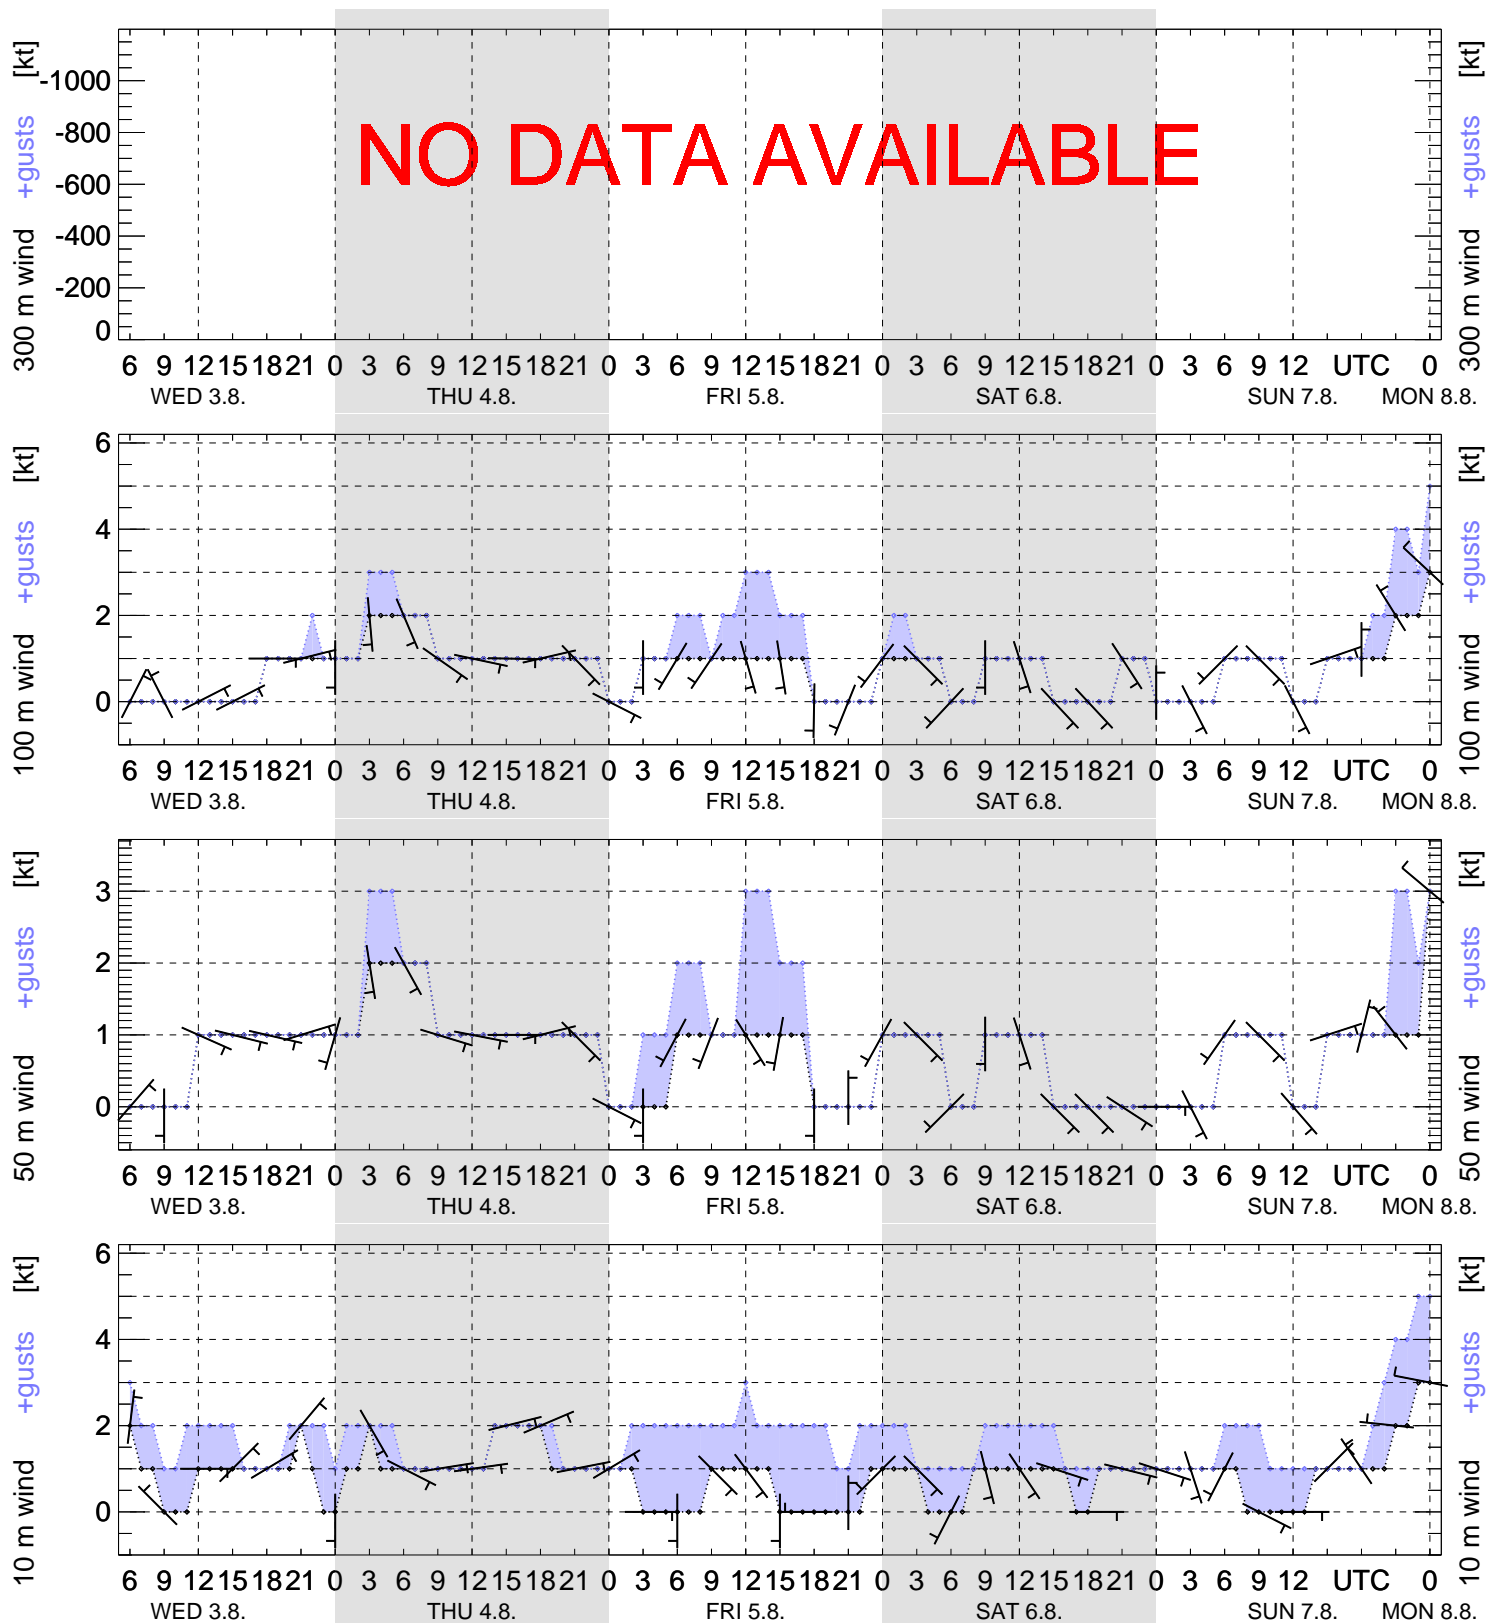 300 m wind +gusts [kt]
-1000
-800
-600
-400
-200
0
NO DATA AVAILABLE
300 m wind +gusts [kt]
6 9 12 15 18 21 0 3 6 9 12 15 18 21 0 3 6 9 12 15 18 21 0 3 6 9 12 15 18 21 0 3 6 9 12 UTC 0
WED 3.8. THU 4.8. FRI 5.8. SAT 6.8. SUN 7.8. MON 8.8.
100 m wind +gusts [kt]
6
4
2
0
100 m wind +gusts [kt]
6 9 12 15 18 21 0 3 6 9 12 15 18 21 0 3 6 9 12 15 18 21 0 3 6 9 12 15 18 21 0 3 6 9 12 UTC 0
WED 3.8. THU 4.8. FRI 5.8. SAT 6.8. SUN 7.8. MON 8.8.
50 m wind +gusts [kt]
3
2
1
0
50 m wind +gusts [kt]
6 9 12 15 18 21 0 3 6 9 12 15 18 21 0 3 6 9 12 15 18 21 0 3 6 9 12 15 18 21 0 3 6 9 12 UTC 0
WED 3.8. THU 4.8. FRI 5.8. SAT 6.8. SUN 7.8. MON 8.8.
10 m wind +gusts [kt]
6
4
2
0
10 m wind +gusts [kt]
6 9 12 15 18 21 0 3 6 9 12 15 18 21 0 3 6 9 12 15 18 21 0 3 6 9 12 15 18 21 0 3 6 9 12 UTC 0
WED 3.8. THU 4.8. FRI 5.8. SAT 6.8. SUN 7.8. MON 8.8.